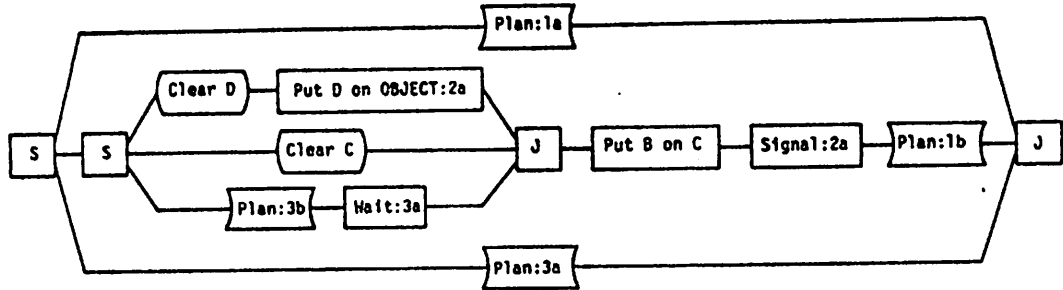 Plan:1a
Clear D
Put D on OBJECT:2a
S
S
Clear C
J
Put B on C
Signal:2a
Plan:1b
J
Plan:3b
Wait:3a
Plan:3a